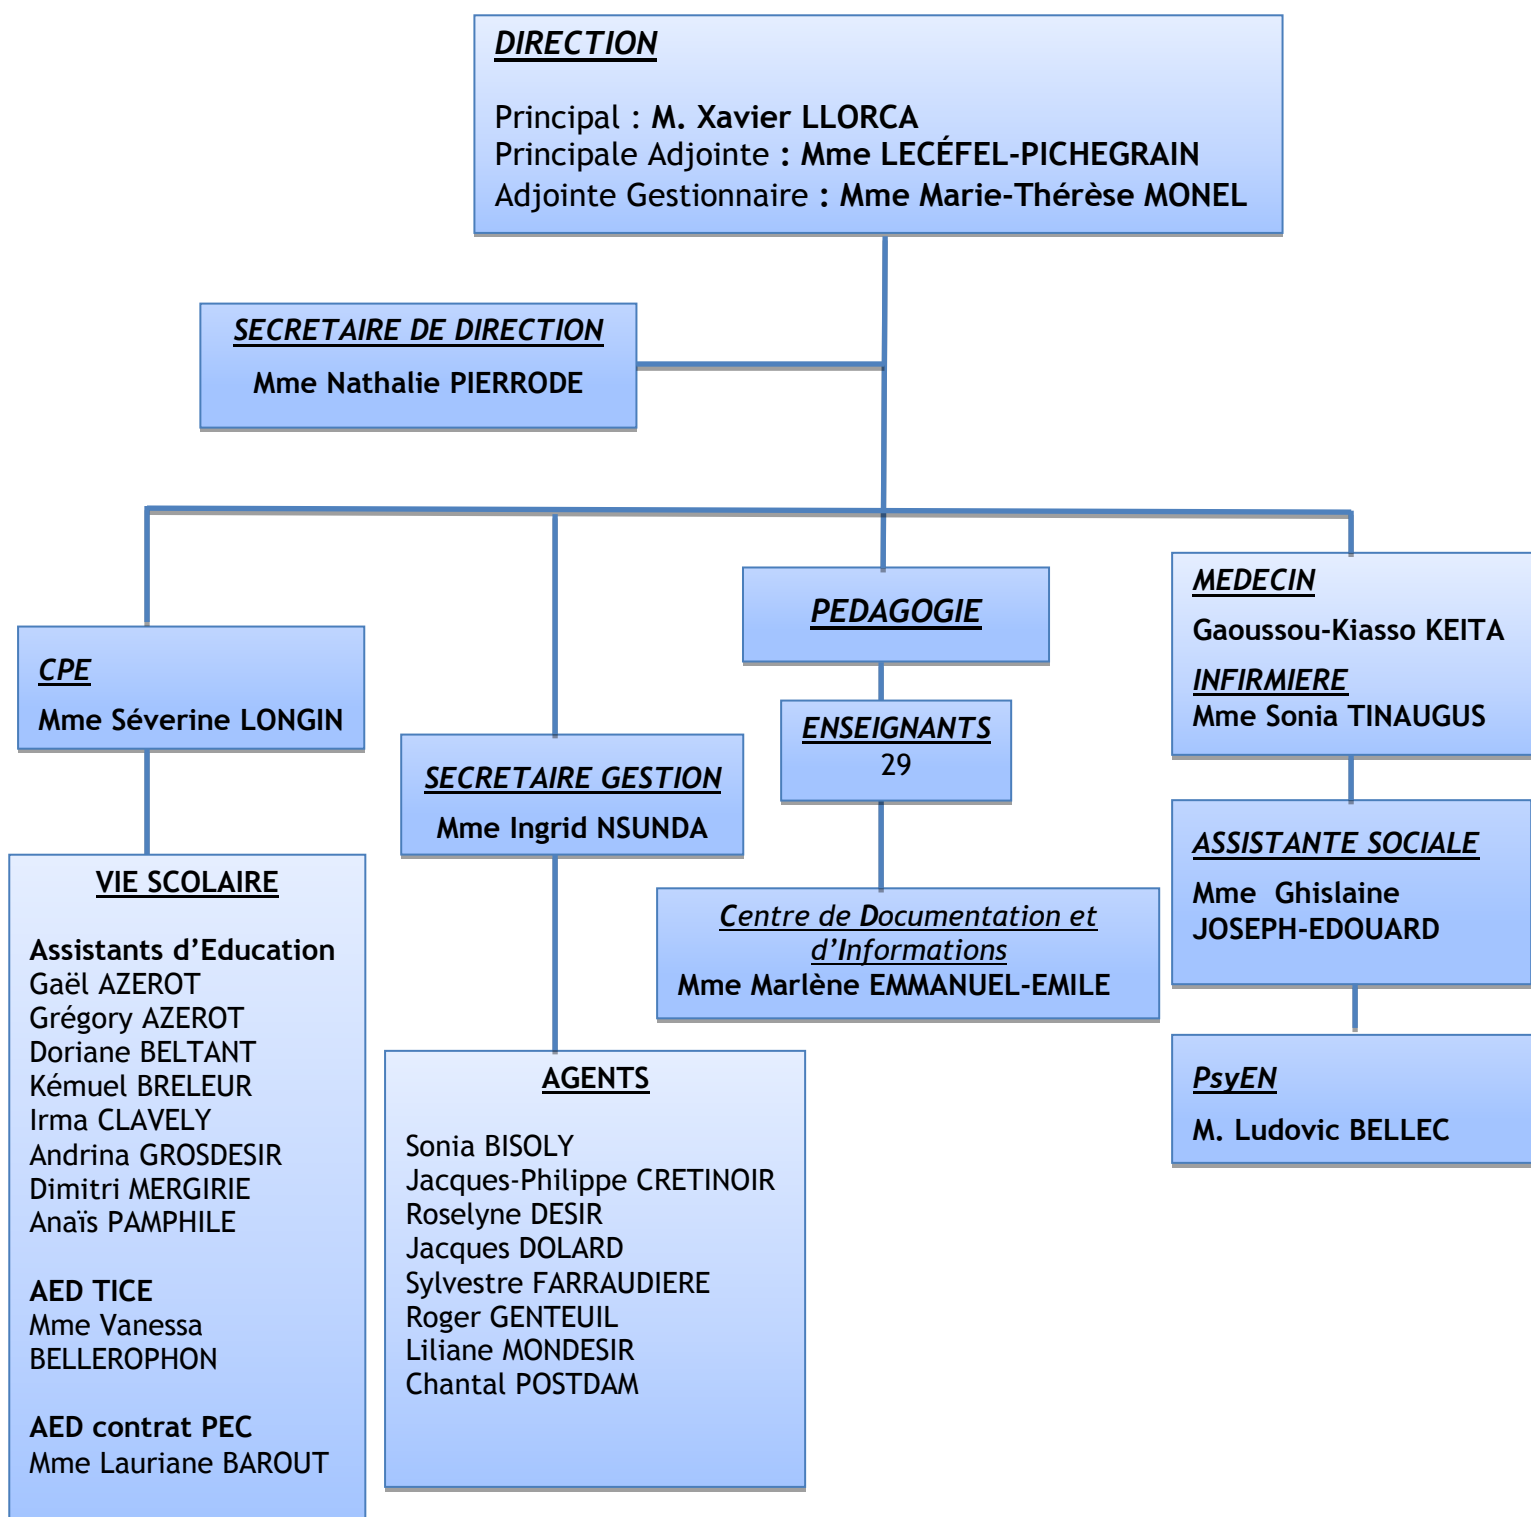 DIRECTION
Principal : M. Xavier LLORCA
Principale Adjointe : Mme LECÉFEL-PICHEGRAIN
Adjointe Gestionnaire : Mme Marie-Thérèse MONEL
SECRETAIRE DE DIRECTION
Mme Nathalie PIERRODE
CPE
Mme Séverine LONGIN
VIE SCOLAIRE
Assistants d’Education
Gaël AZEROT
Grégory AZEROT
Doriane BELTANT
Kémuel BRELEUR
Irma CLAVELY
Andrina GROSDESIR
Dimitri MERGIRIE
Anaïs PAMPHILE
AED TICE
Mme Vanessa
BELLEROPHON
AED contrat PEC
Mme Lauriane BAROUT
SECRETAIRE GESTION
Mme Ingrid NSUNDA
AGENTS
Sonia BISOLY
Jacques-Philippe CRETINOIR
Roselyne DESIR
Jacques DOLARD
Sylvestre FARRAUDIERE
Roger GENTEUIL
Liliane MONDESIR
Chantal POSTDAM
PEDAGOGIE
ENSEIGNANTS
29
Centre de Documentation et
d’Informations
Mme Marlène EMMANUEL-EMILE
MEDECIN
Gaoussou-Kiasso KEITA
INFIRMIERE
Mme Sonia TINAUGUS
ASSISTANTE SOCIALE
Mme Ghislaine
JOSEPH-EDOUARD
PsyEN
M. Ludovic BELLEC